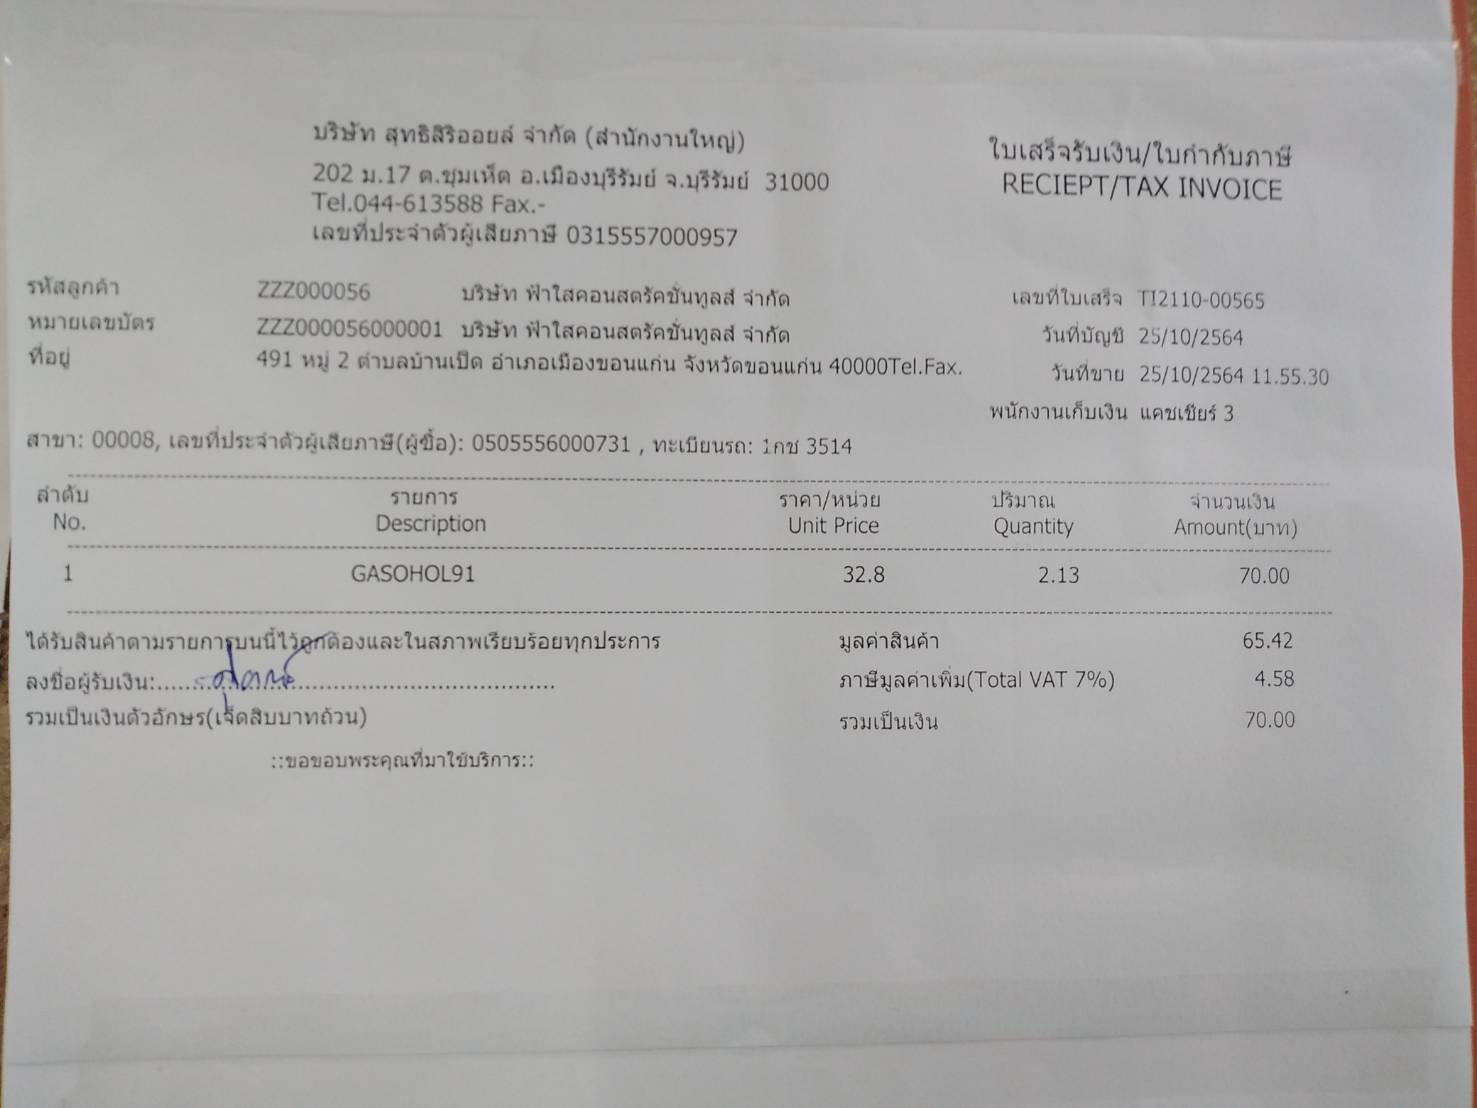 บริษัท สุทธิสิริออยล์ จำกัด (สำนักงานใหญ่)
202 ม.17 ต.ชุมเห็ด อ.เมืองบุรีรัมย์ จ.บุรีรัมย์ 31000
Tel.044-613588 Fax.-
เลขที่ประจำตัวผู้เสียภาษี 0315557000957
ใบเสร็จรับเงิน/ใบกำกับภาษี
RECIEPT/TAX INVOICE
รหัสลูกค้า ZZZ000056 บริษัท ฟ้าใสคอนสตรัคชั่นทูลส์ จำกัด
หมายเลขบัตร ZZZ000056000001 บริษัท ฟ้าใสคอนสตรัคชั่นทูลส์ จำกัด
ที่อยู่ 491 หมู่ 2 ตำบลบ้านเป็ด อำเภอเมืองขอนแก่น จังหวัดขอนแก่น 40000Tel.Fax.
เลขที่ใบเสร็จ TI2110-00565
วันที่บัญชี 25/10/2564
วันที่ขาย 25/10/2564 11.55.30
พนักงานเก็บเงิน แคชเชียร์ 3
สาขา: 00008, เลขที่ประจำตัวผู้เสียภาษี(ผู้ซื้อ): 0505556000731 , ทะเบียนรถ: 1กช 3514
ลำดับ รายการ ราคา/หน่วย ปริมาณ จำนวนเงิน
No. Description Unit Price Quantity Amount(บาท)
1 GASOHOL91 32.8 2.13 70.00
ได้รับสินค้าตามรายการบนนี้ไว้ถูกต้องและในสภาพเรียบร้อยทุกประการ มูลค่าสินค้า 65.42
ลงชื่อผู้รับเงิน:.......... ภาษีมูลค่าเพิ่ม(Total VAT 7%) 4.58
รวมเป็นเงินตัวอักษร(เจ็ดสิบบาทถ้วน) รวมเป็นเงิน 70.00
::ขอขอบพระคุณที่มาใช้บริการ::